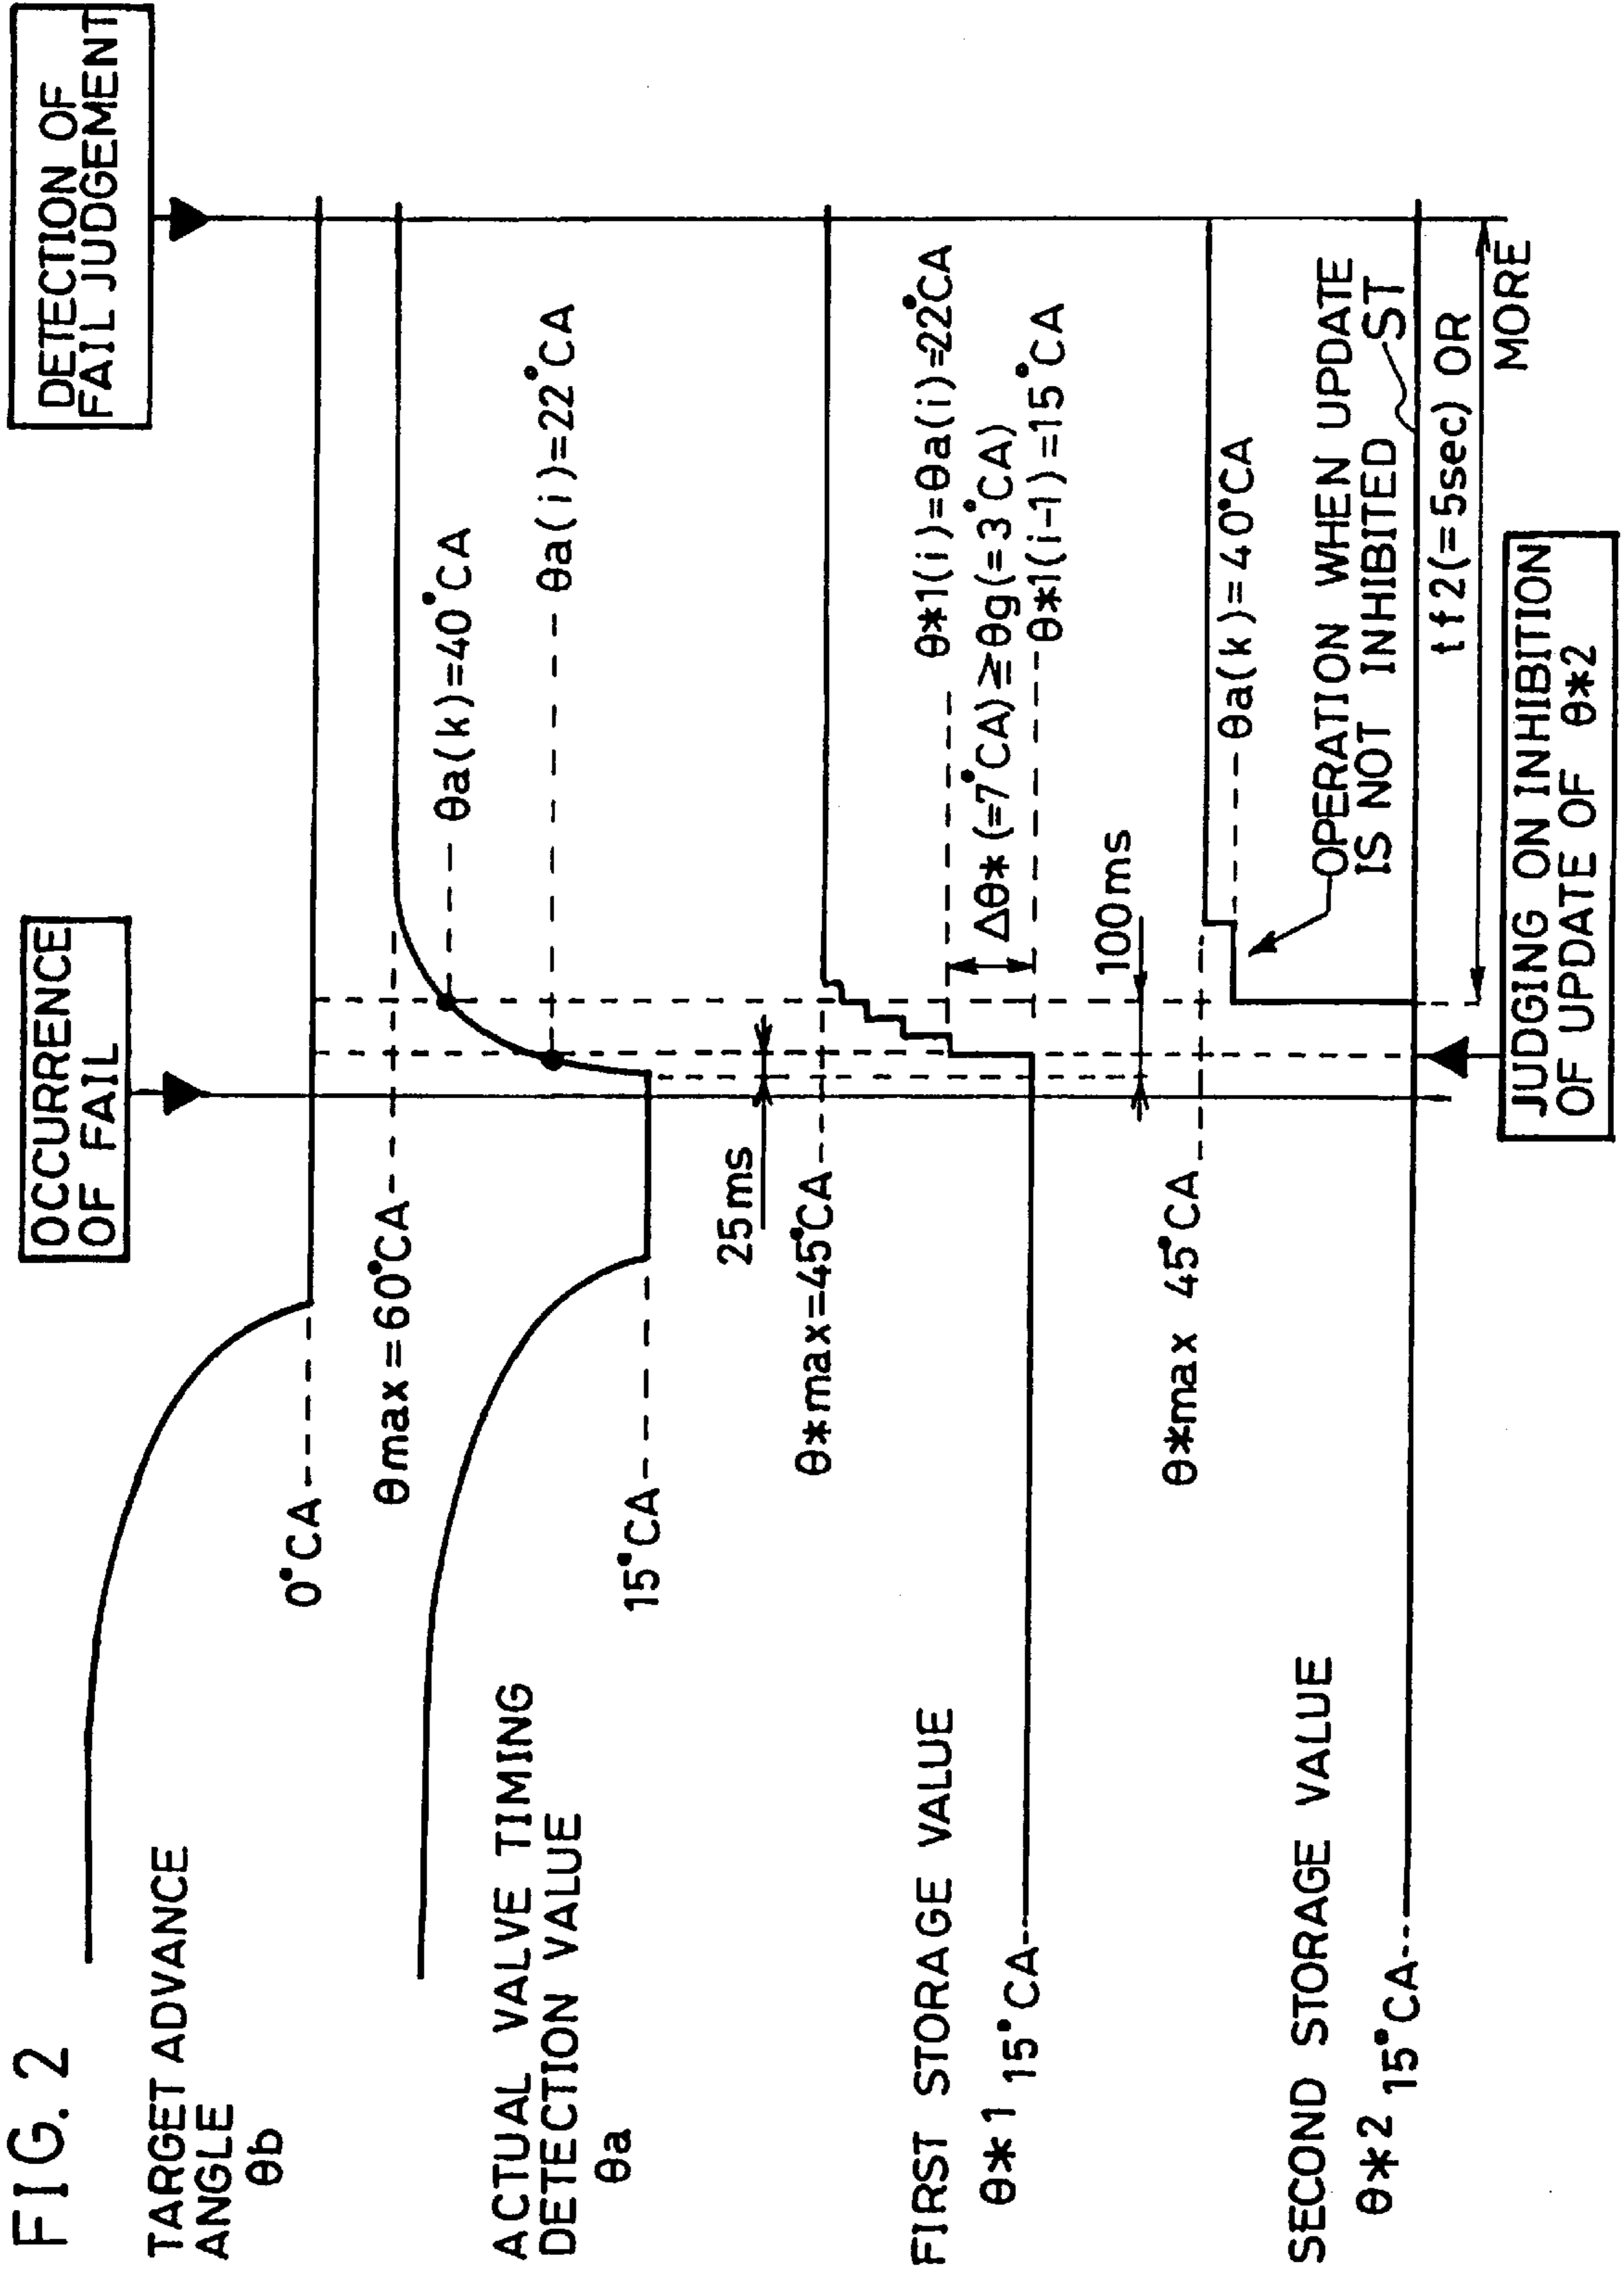 FIG. 2
OCCURRENCE
OF FAIL
DETECTION OF
FAIL JUDGEMENT
TARGET ADVANCE
ANGLE
θb
0°CA
θmax=60°CA
θa(k)=40°CA
θa(i)=22°CA
ACTUAL VALVE TIMING
DETECTION VALUE
θa
15°CA
25ms
θ*max=45°CA
θ*1(i)=θa(i)=22°CA
Δθ*(=7°CA)≥θg(=3°CA)
θ*1(i-1)=15°CA
FIRST STORAGE VALUE
θ*1 15°CA
100ms
θ*max 45°CA
θa(k)=40°CA
OPERATION WHEN UPDATE
IS NOT INHIBITED
ST
SECOND STORAGE VALUE
θ*2 15°CA
tf2(=5sec) OR
MORE
JUDGING ON INHIBITION
OF UPDATE OF θ*2